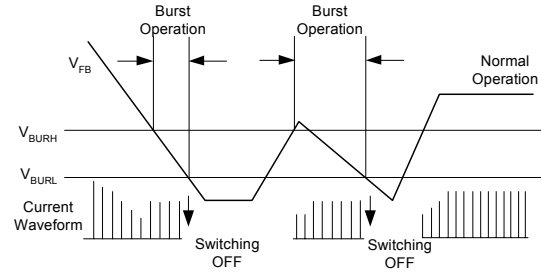 Burst
Operation
Burst
Operation
VFB
Normal
Operation
VBURH
VBURL
Current
Waveform
Switching
OFF
Switching
OFF